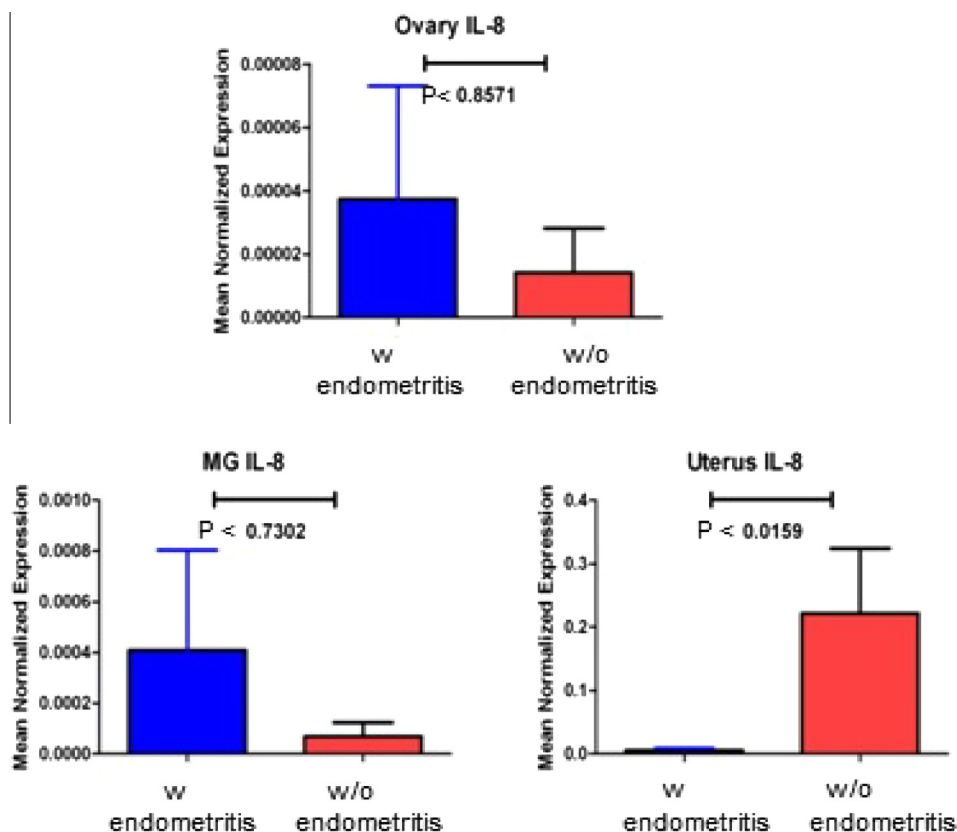 Ovary IL-8
Mean Normalized Expression
0.00008
0.00006
0.00004
0.00002
0.00000
P< 0.8571
w
endometritis
w/o
endometritis
MG IL-8
Mean Normalized Expression
0.0010
0.0008
0.0006
0.0004
0.0002
0.0000
P < 0.7302
w
endometritis
w/o
endometritis
Uterus IL-8
Mean Normalized Expression
0.4
0.3
0.2
0.1
0.0
P < 0.0159
w
endometritis
w/o
endometritis